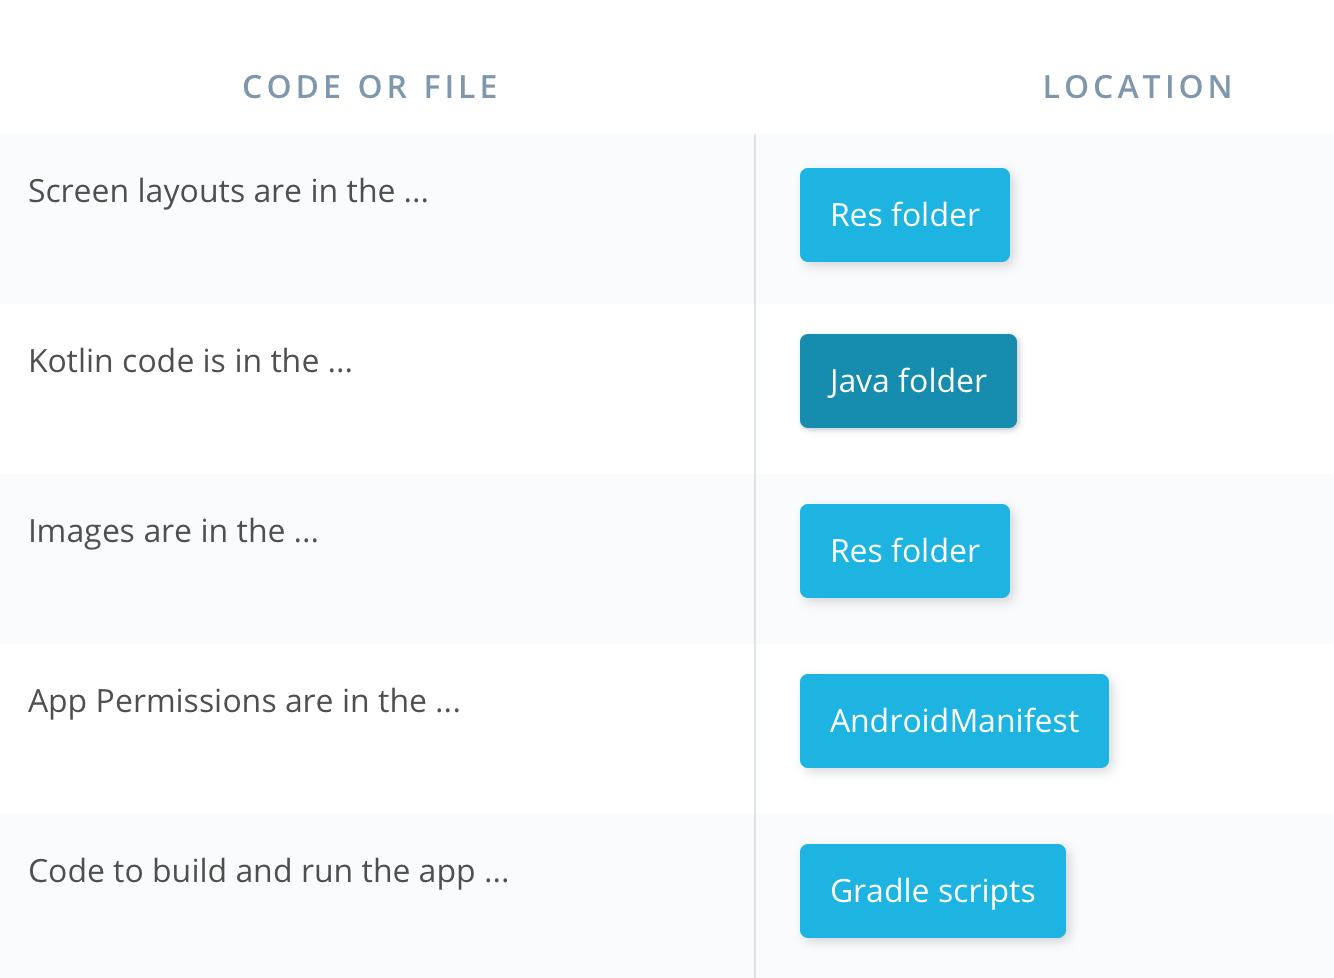 CODE OR FILE
LOCATION
Screen layouts are in the ...
Res folder
Kotlin code is in the ...
Java folder
Images are in the ...
Res folder
App Permissions are in the ...
AndroidManifest
Code to build and run the app ...
Gradle scripts